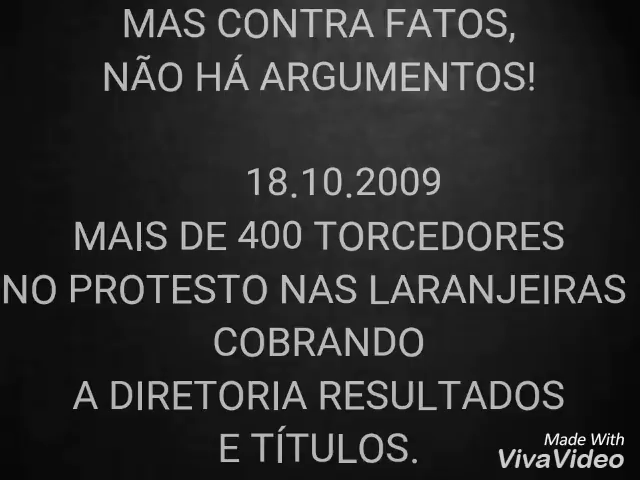 MAS CONTRA FATOS,
NÃO HÁ ARGUMENTOS!
18.10.2009
MAIS DE 400 TORCEDORES
NO PROTESTO NAS LARANJEIRAS
COBRANDO
A DIRETORIA RESULTADOS
E TÍTULOS.
Made With
VivaVideo